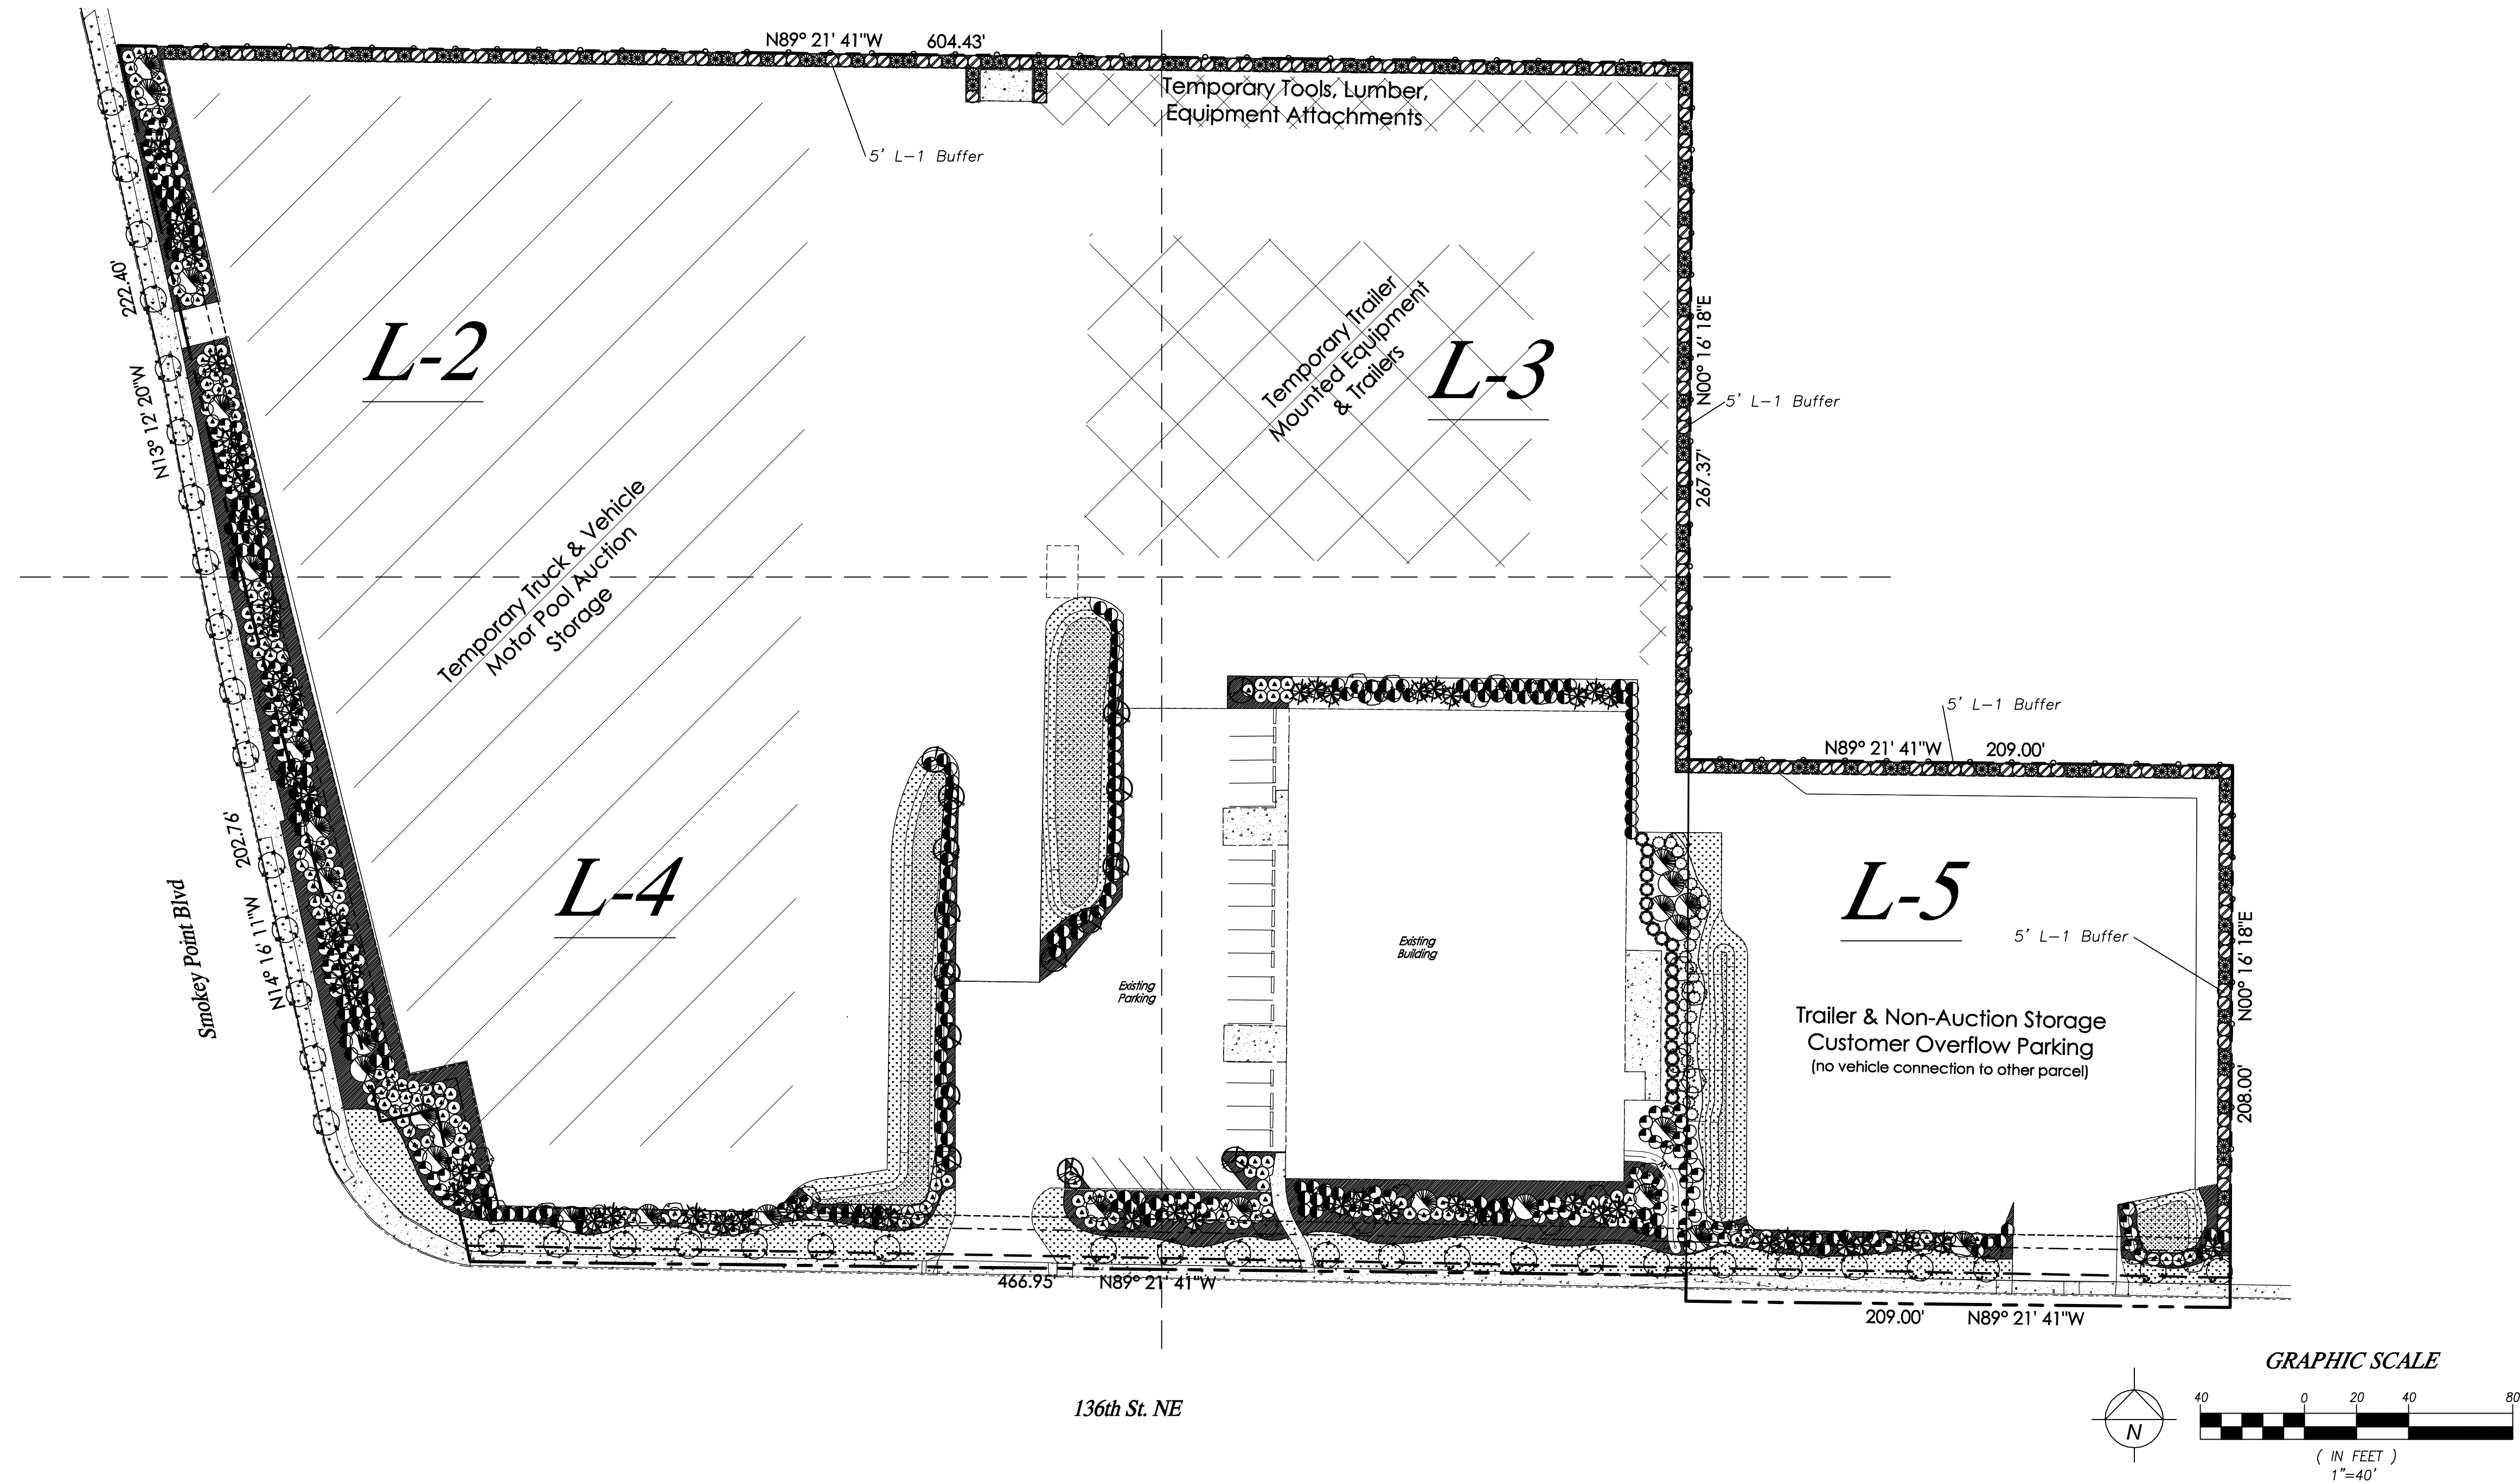 N89° 21' 41"W 604.43'
Temporary Tools, Lumber,
Equipment Attachments
5' L-1 Buffer
222.40'
N13° 12' 20"W
L-2
Temporary Trailer
Mounted Equipment
& Trailers
L-3
N00° 16' 18"E
267.37'
5' L-1 Buffer
Temporary Truck & Vehicle
Motor Pool Auction
Storage
5' L-1 Buffer
N89° 21' 41"W 209.00'
202.76'
N14° 16' 11"W
Smokey Point Blvd
L-4
Existing
Building
Existing
Parking
L-5
5' L-1 Buffer
N00° 16' 18"E
208.00'
Trailer & Non-Auction Storage
Customer Overflow Parking
(no vehicle connection to other parcel)
W
W
466.95' N89° 21' 41"W
209.00' N89° 21' 41"W
136th St. NE
GRAPHIC SCALE
40 0 20 40 80
N
( IN FEET )
1"=40'